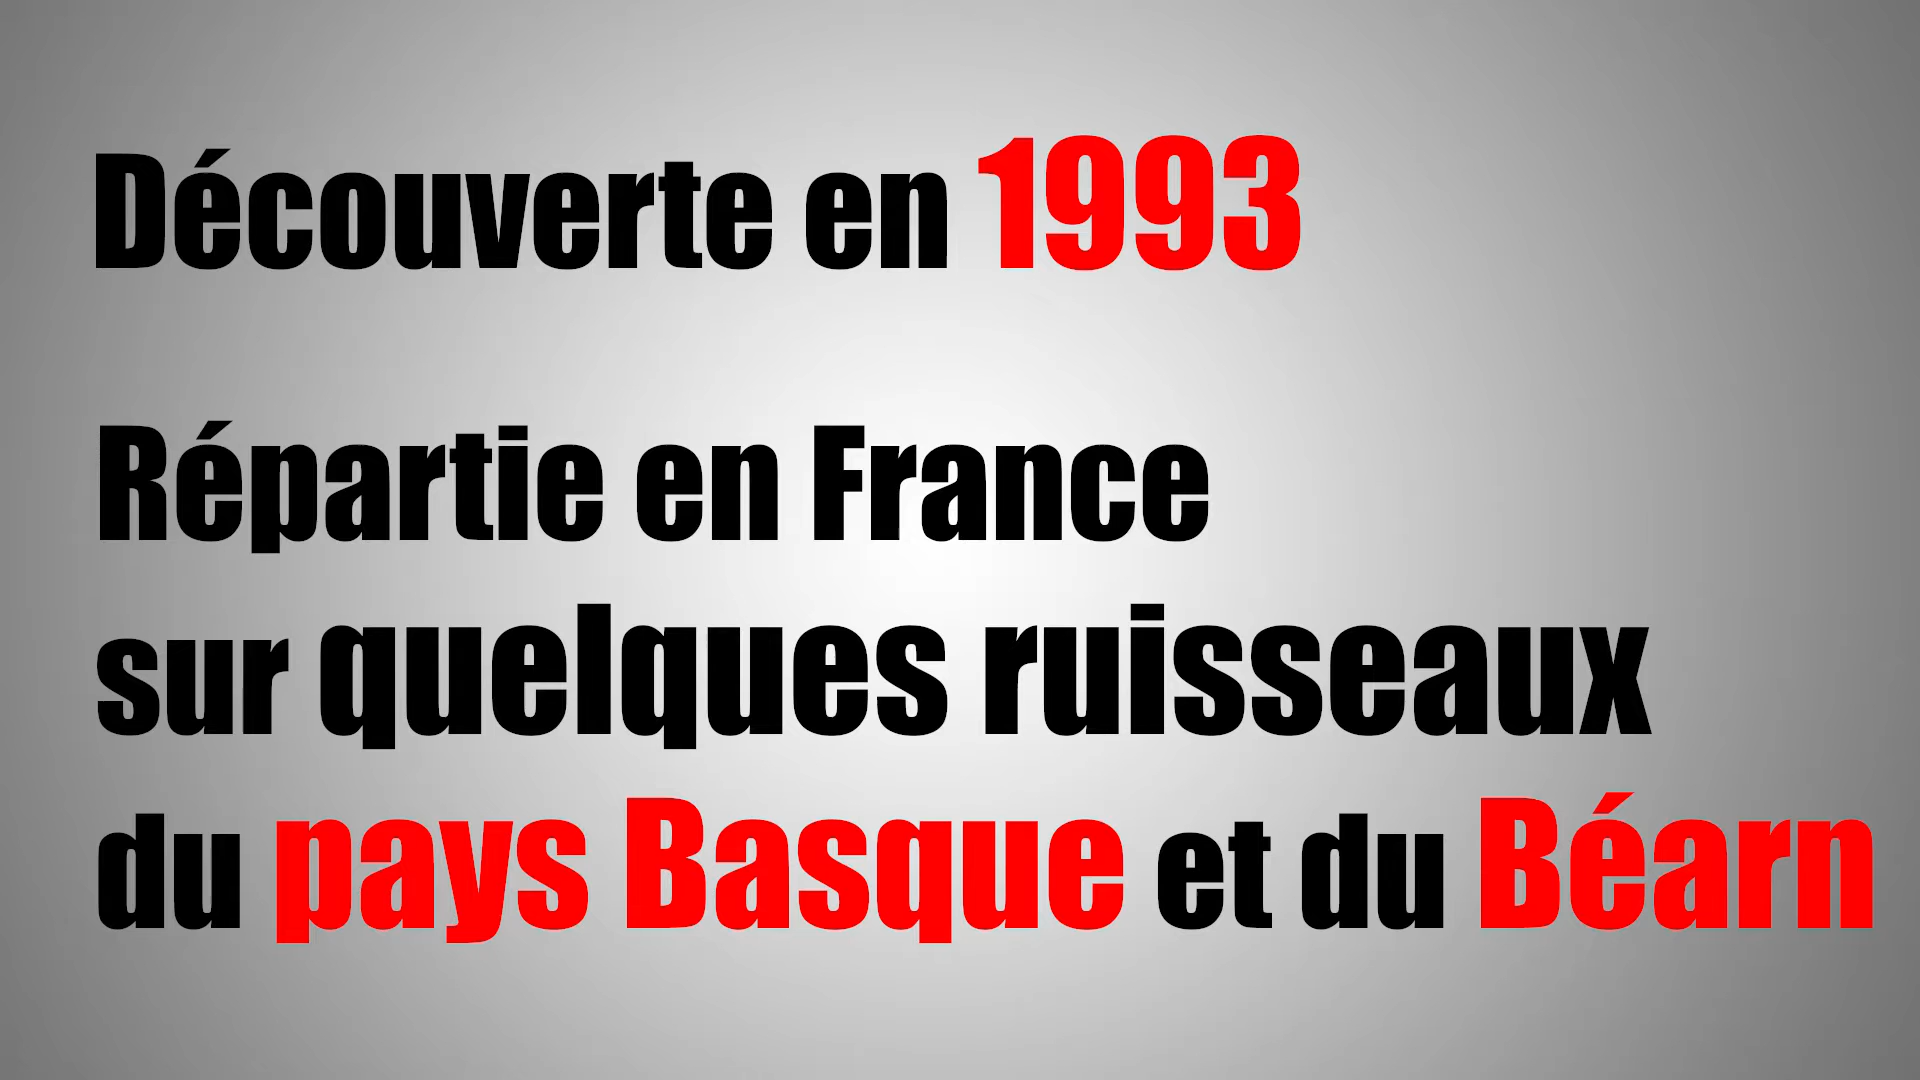 Découverte en 1993
Répartie en France
sur quelques ruisseaux
du pays Basque et du Béarn